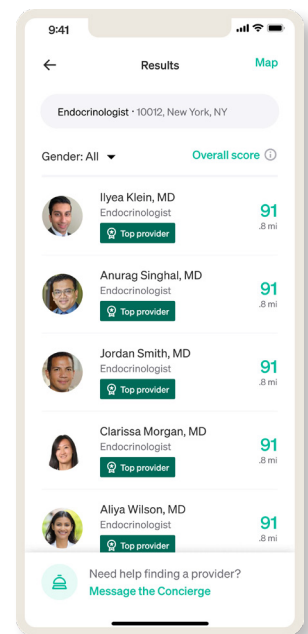 9:41
Results
Map
Endocrinologist · 10012, New York, NY
Gender: All
Overall score
Ilyea Klein, MD
Endocrinologist
91
.8 mi
Top provider
Anurag Singhal, MD
Endocrinologist
91
.8 mi
Top provider
Jordan Smith, MD
Endocrinologist
91
.8 mi
Top provider
Clarissa Morgan, MD
Endocrinologist
91
.8 mi
Top provider
Aliya Wilson, MD
Endocrinologist
91
.8 mi
Top provider
Need help finding a provider?
Message the Concierge